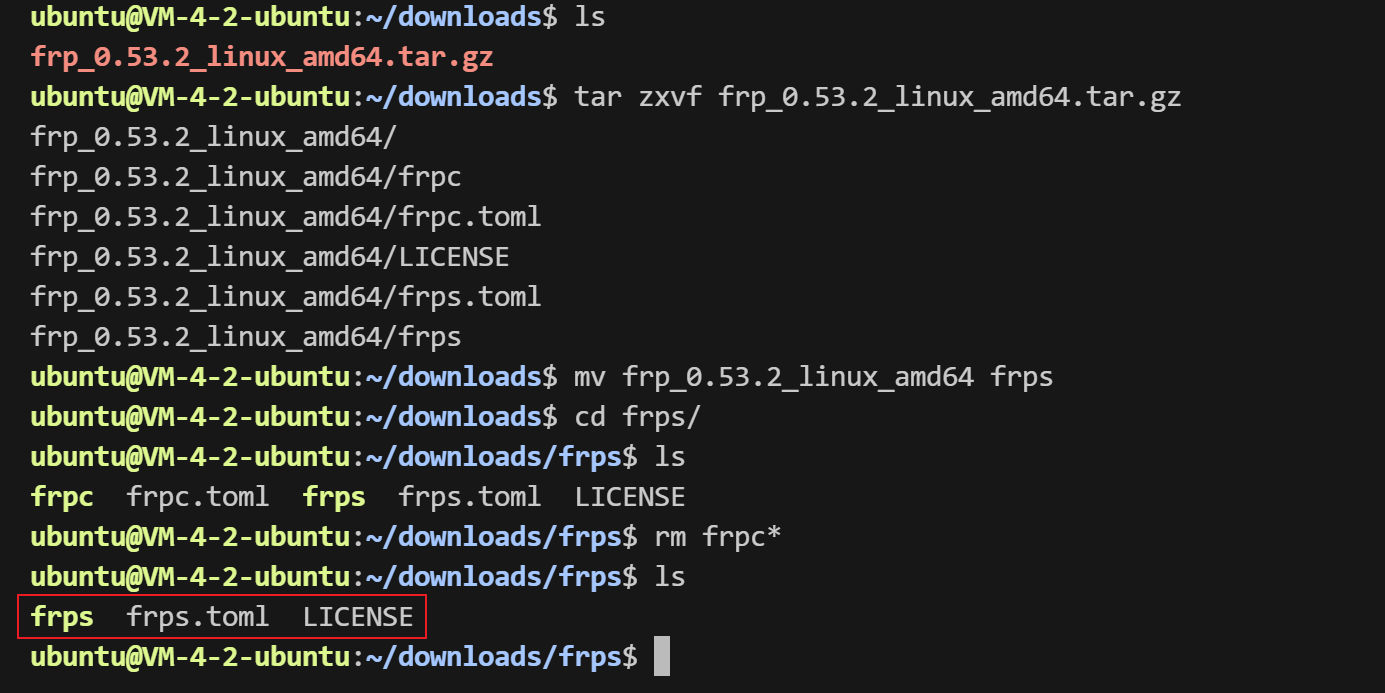 ubuntu@VM-4-2-ubuntu:~/downloads$ ls
frp_0.53.2_linux_amd64.tar.gz
ubuntu@VM-4-2-ubuntu:~/downloads$ tar zxvf frp_0.53.2_linux_amd64.tar.gz
frp_0.53.2_linux_amd64/
frp_0.53.2_linux_amd64/frpc
frp_0.53.2_linux_amd64/frpc.toml
frp_0.53.2_linux_amd64/LICENSE
frp_0.53.2_linux_amd64/frps.toml
frp_0.53.2_linux_amd64/frps
ubuntu@VM-4-2-ubuntu:~/downloads$ mv frp_0.53.2_linux_amd64 frps
ubuntu@VM-4-2-ubuntu:~/downloads$ cd frps/
ubuntu@VM-4-2-ubuntu:~/downloads/frps$ ls
frpc  frpc.toml  frps  frps.toml  LICENSE
ubuntu@VM-4-2-ubuntu:~/downloads/frps$ rm frpc*
ubuntu@VM-4-2-ubuntu:~/downloads/frps$ ls
frps  frps.toml  LICENSE
ubuntu@VM-4-2-ubuntu:~/downloads/frps$